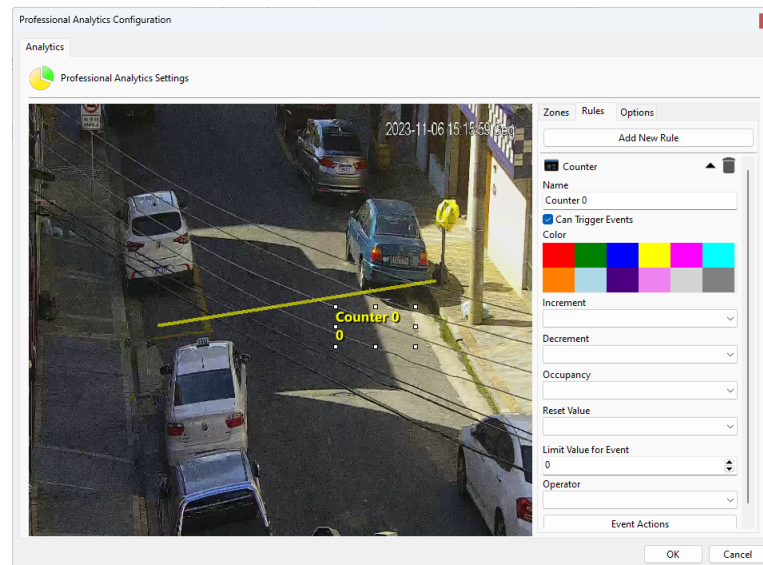 Professional Analytics Configuration
Analytics
Professional Analytics Settings
2023-11-06 15:15:59 Seg
Counter 0
0
Zones Rules Options
Add New Rule
Counter
Name
Counter 0
Can Trigger Events
Color
Increment
Decrement
Occupancy
Reset Value
Limit Value for Event
0
Operator
Event Actions
OK Cancel